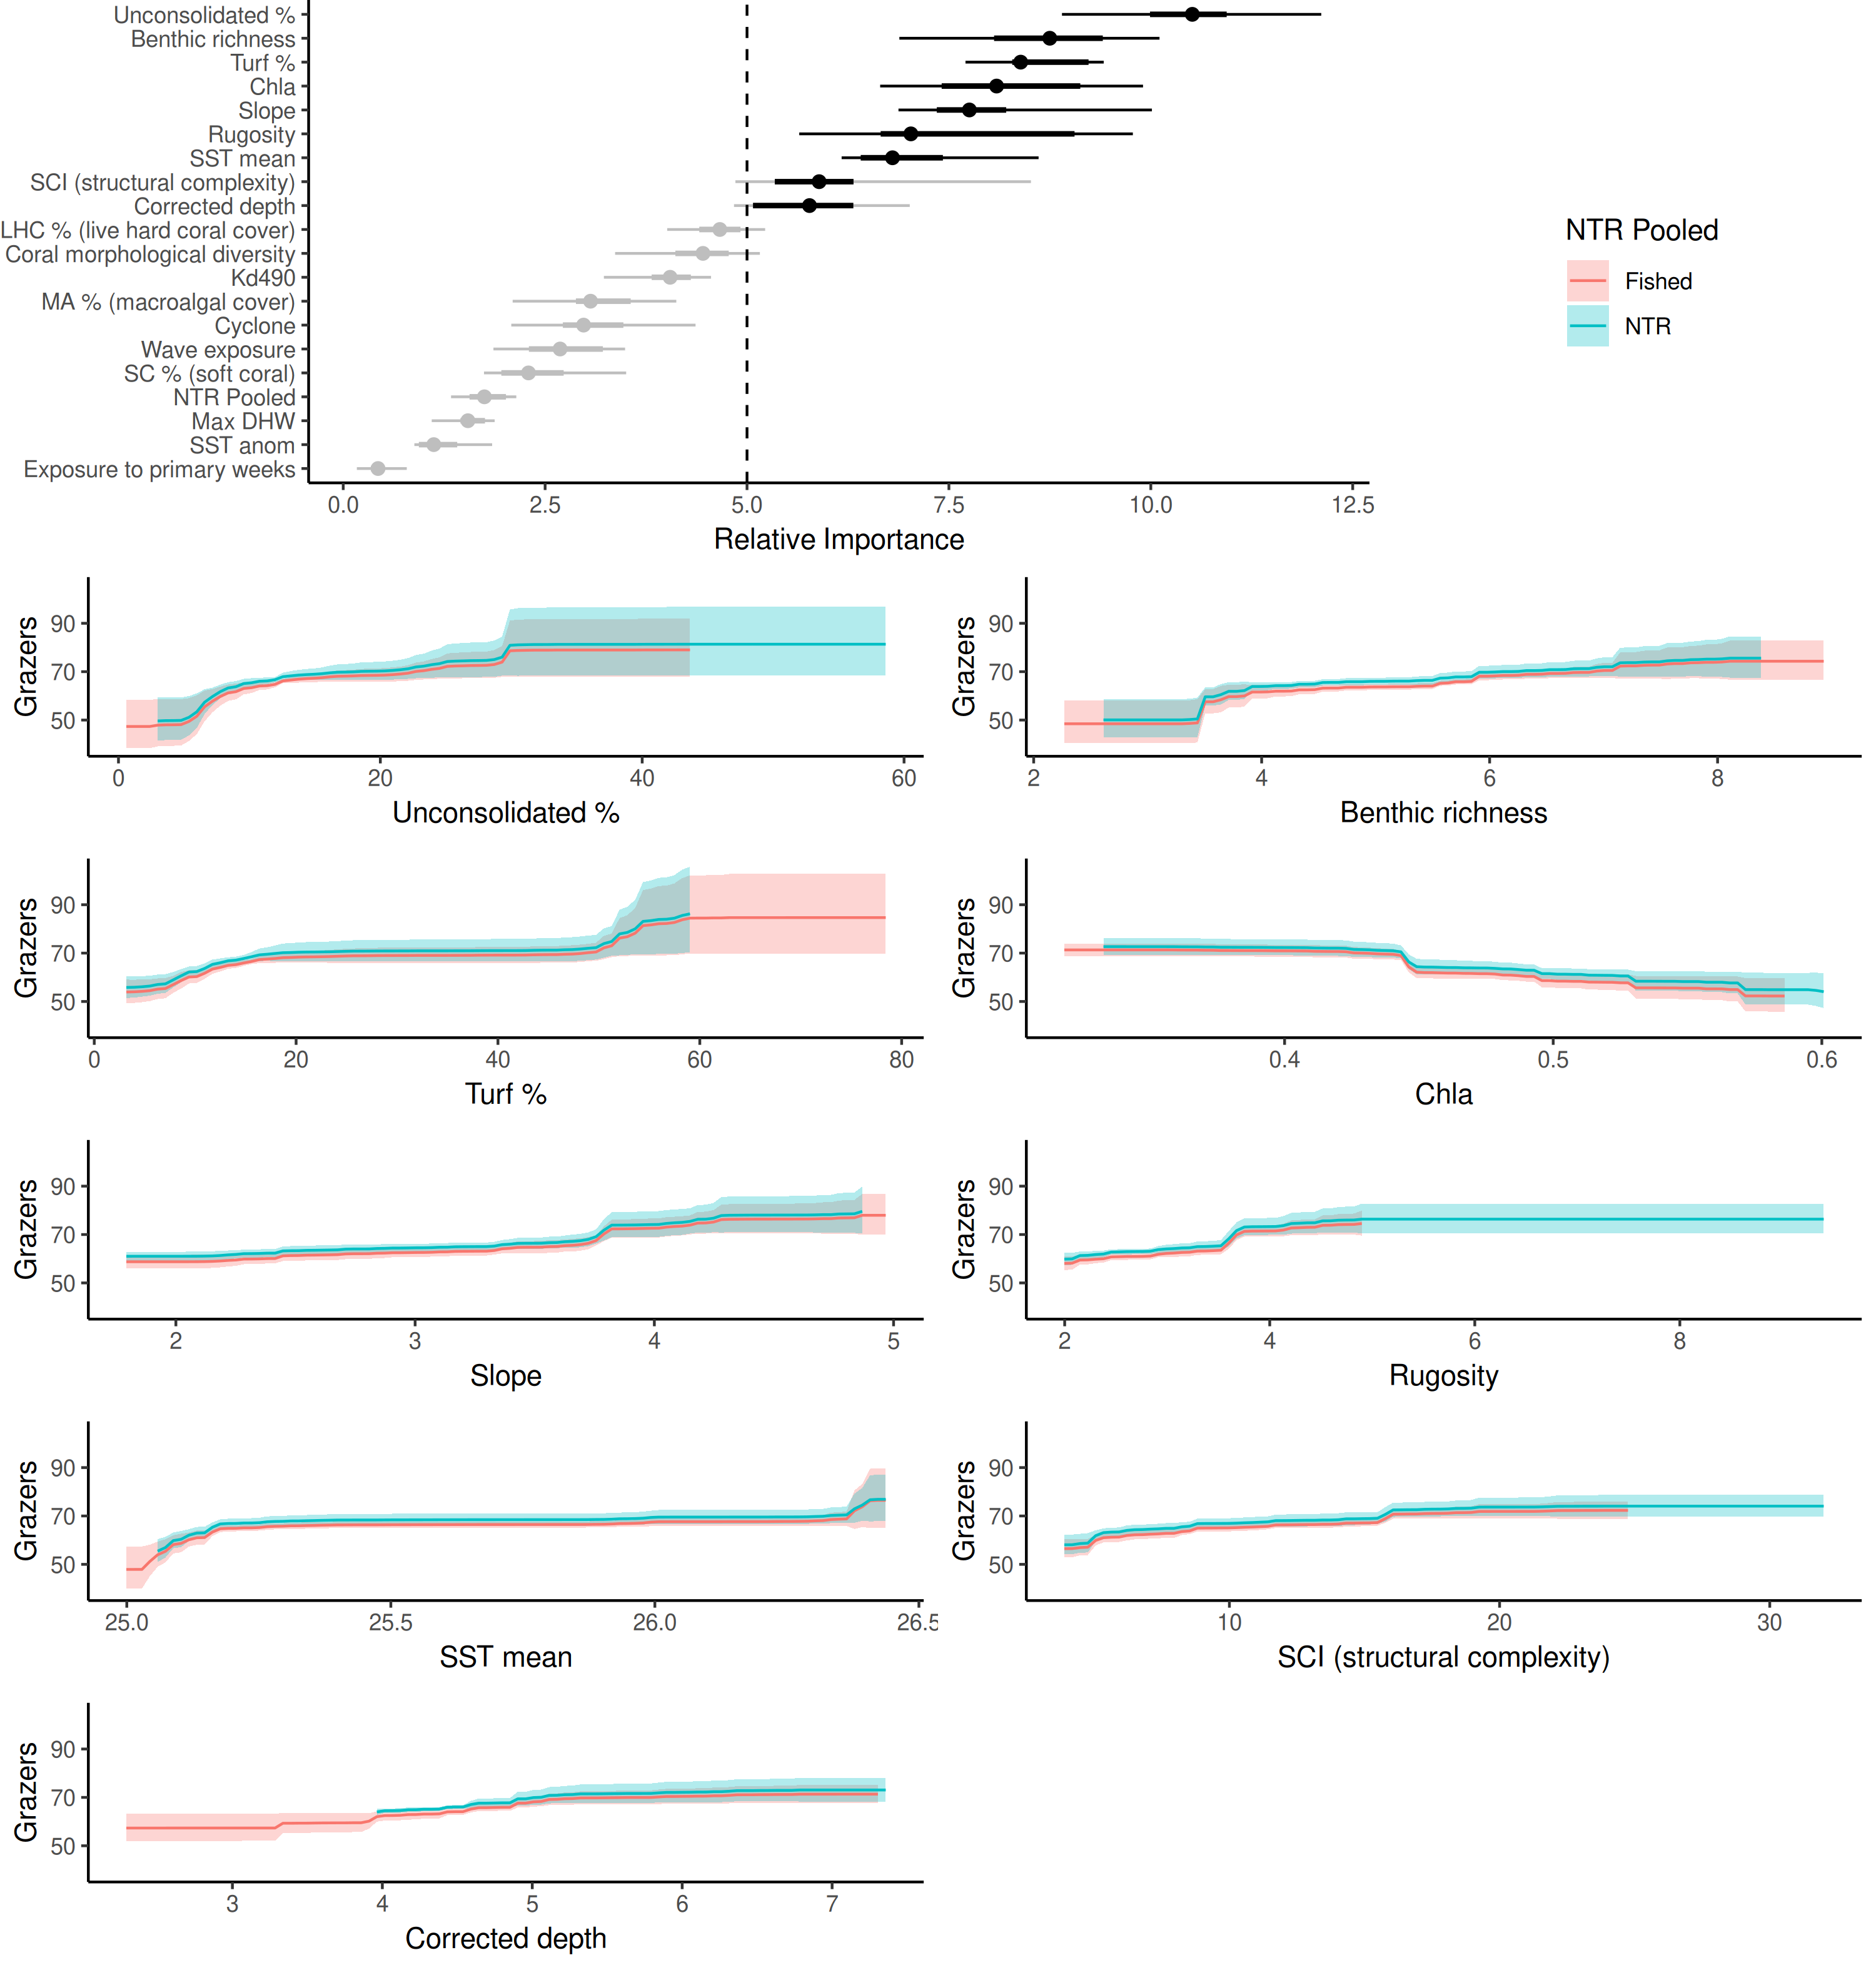 Unconsolidated %
Benthic richness
Turf %
Chla
Slope
Rugosity
SST mean
SCI (structural complexity)
Corrected depth
LHC % (live hard coral cover)
Coral morphological diversity
Kd490
MA % (macroalgal cover)
Cyclone
Wave exposure
SC % (soft coral)
NTR Pooled
Max DHW
SST anom
Exposure to primary weeks
0.0 2.5 5.0 7.5 10.0 12.5
Relative Importance
NTR Pooled
Fished
NTR
Grazers
90
70
50
0 20 40 60
Unconsolidated %
Grazers
90
70
50
2 4 6 8
Benthic richness
Grazers
90
70
50
0 20 40 60 80
Turf %
Grazers
90
70
50
0.4 0.5 0.6
Chla
Grazers
90
70
50
2 3 4 5
Slope
Grazers
90
70
50
2 4 6 8
Rugosity
Grazers
90
70
50
25.0 25.5 26.0 26.5
SST mean
Grazers
90
70
50
10 20 30
SCI (structural complexity)
Grazers
90
70
50
3 4 5 6 7
Corrected depth